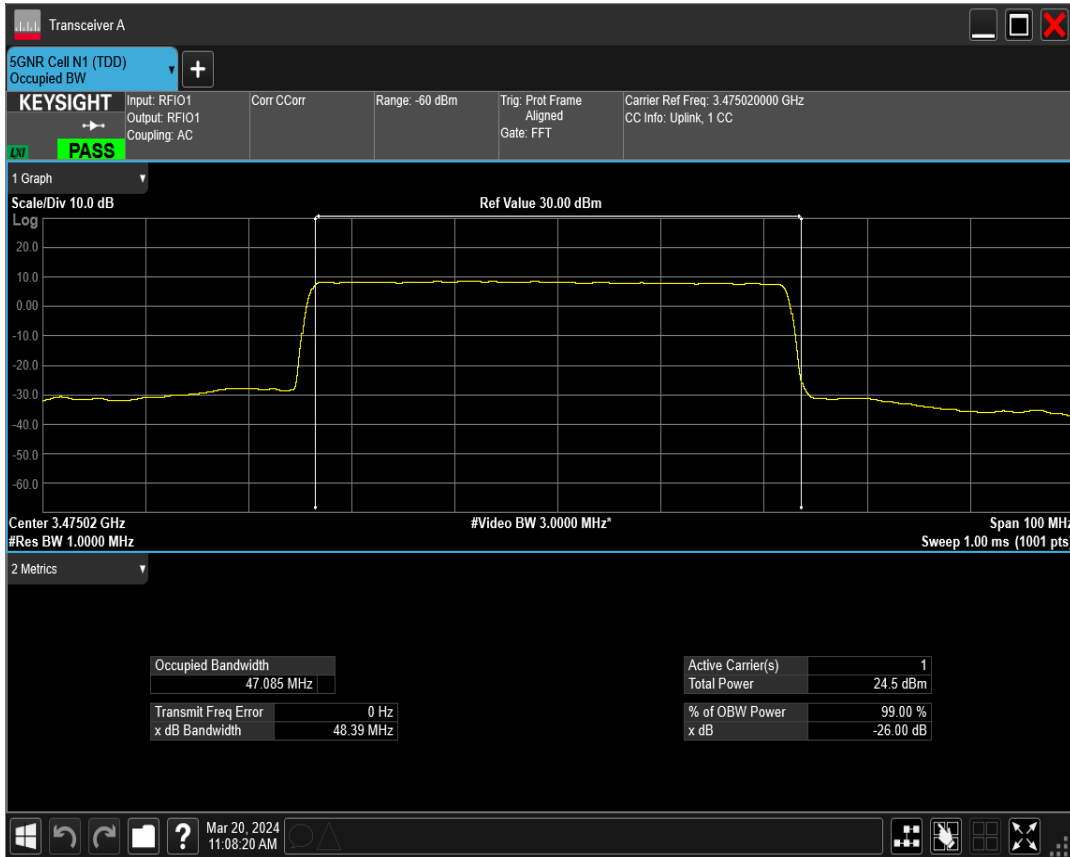 Transceiver A
5GNR Cell N1 (TDD)
Occupied BW
+
KEYSIGHT
LXI
PASS
Input: RFIO1
Output: RFIO1
Coupling: AC
Corr CCorr
Range: -60 dBm
Trig: Prot Frame
Aligned
Gate: FFT
Carrier Ref Freq: 3.475020000 GHz
CC Info: Uplink, 1 CC
1 Graph
Scale/Div 10.0 dB
Ref Value 30.00 dBm
Log
20.0
10.0
0.00
-10.0
-20.0
-30.0
-40.0
-50.0
-60.0
Center 3.47502 GHz
#Video BW 3.0000 MHz*
Span 100 MHz
#Res BW 1.0000 MHz
Sweep 1.00 ms (1001 pts)
2 Metrics
Occupied Bandwidth
47.085 MHz
Transmit Freq Error 0 Hz
x dB Bandwidth 48.39 MHz
Active Carrier(s) 1
Total Power 24.5 dBm
% of OBW Power 99.00 %
x dB -26.00 dB
?
Mar 20, 2024
11:08:20 AM